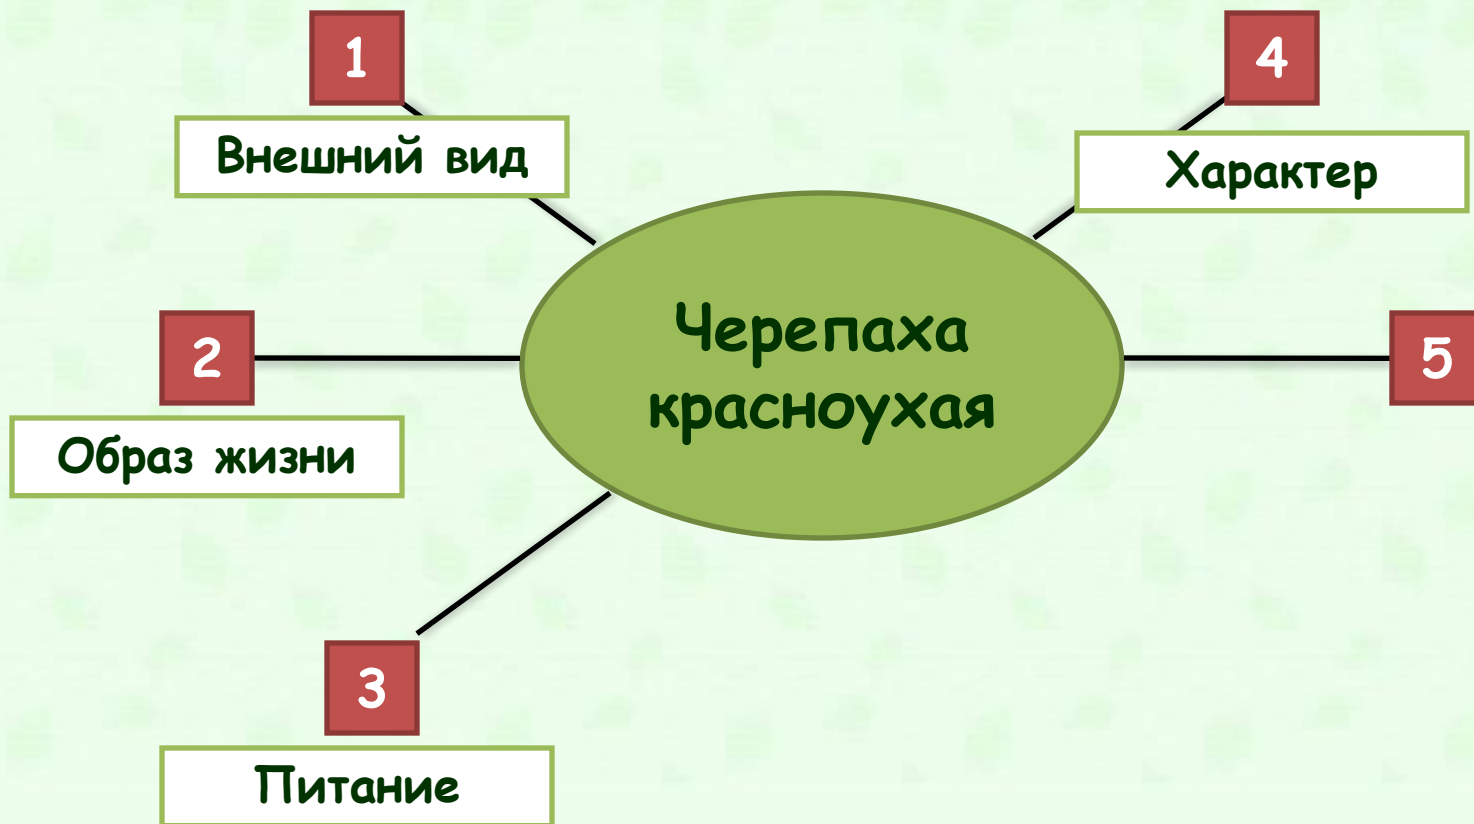 1
Внешний вид
2
Образ жизни
3
Питание
Черепаха
красноухая
4
Характер
5